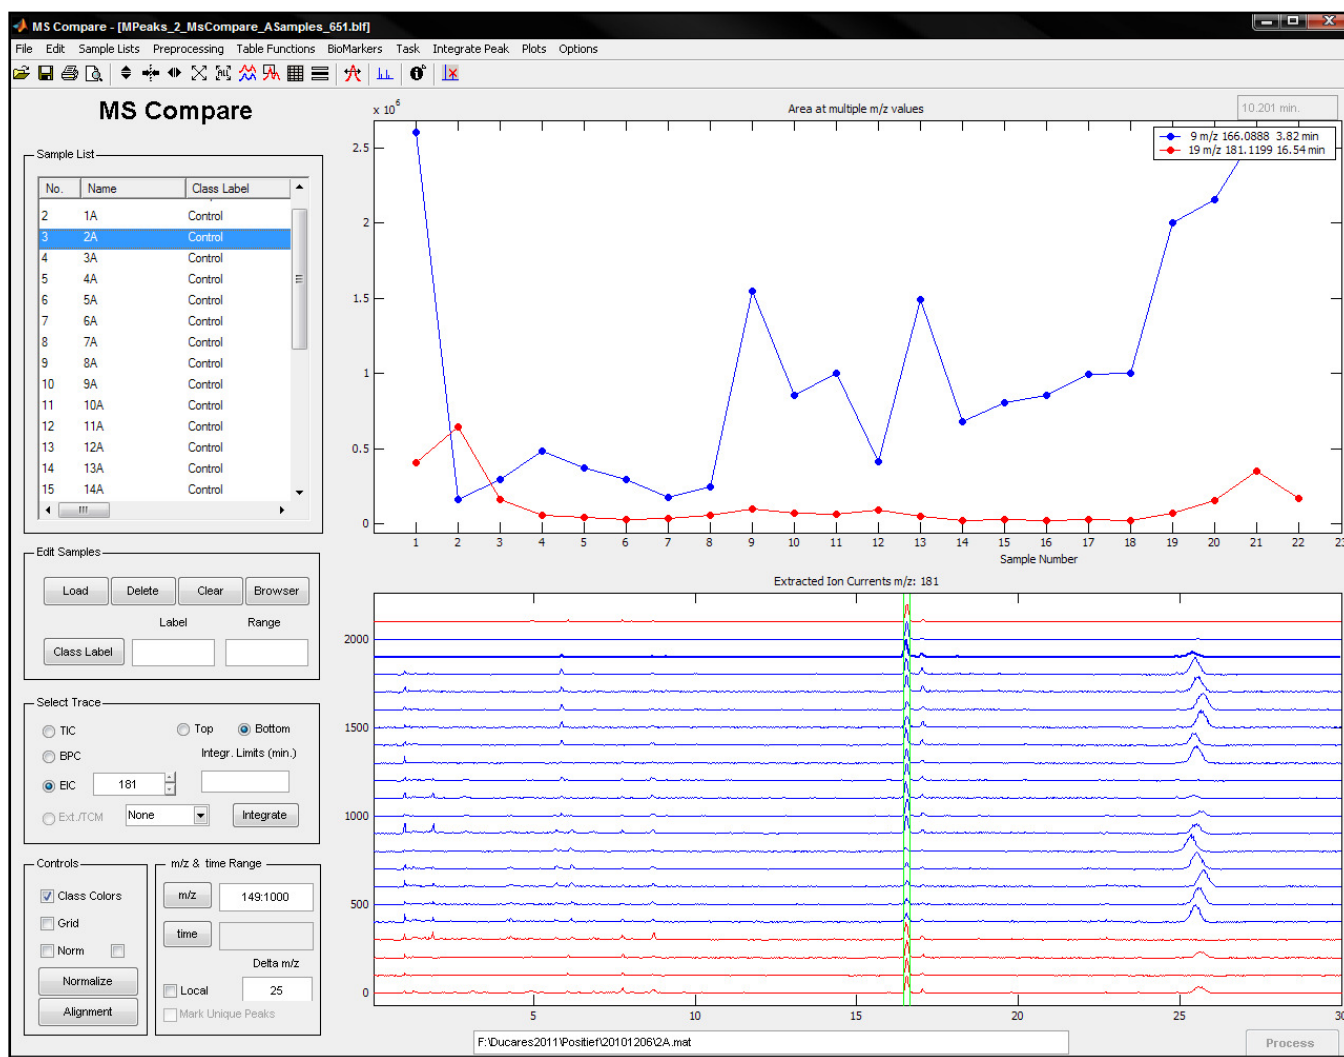 MS Compare - [MPeaks_2_MsCompare_ASamples_651.blf]
File Edit Sample Lists Preprocessing Table Functions BioMarkers Task Integrate Peak Plots Options
MS Compare
Sample List
No. Name Class Label
2 1A Control
3 2A Control
4 3A Control
5 4A Control
6 5A Control
7 6A Control
8 7A Control
9 8A Control
10 9A Control
11 10A Control
12 11A Control
13 12A Control
14 13A Control
15 14A Control
Edit Samples
Load Delete Clear Browser
Label Range
Class Label
Select Trace
TIC Top Bottom
BPC Integr. Limits (min.)
EIC 181
Ext./TCM None Integrate
Controls
Class Colors
Grid
Norm
Normalize
Alignment
m/z & time Range
m/z 149:1000
time
Delta m/z
Local 25
Mark Unique Peaks
x 10^6
Area at multiple m/z values
10.201 min.
9 m/z 166.0888 3.82 min
19 m/z 181.1199 16.54 min
2.5
2
1.5
1
0.5
0
1 2 3 4 5 6 7 8 9 10 11 12 13 14 15 16 17 18 19 20 21 22 23
Sample Number
Extracted Ion Currents m/z: 181
2000
1500
1000
500
0
5 10 15 20 25 30
F:\Ducares2011\Positief\20101206\2A.mat
Process